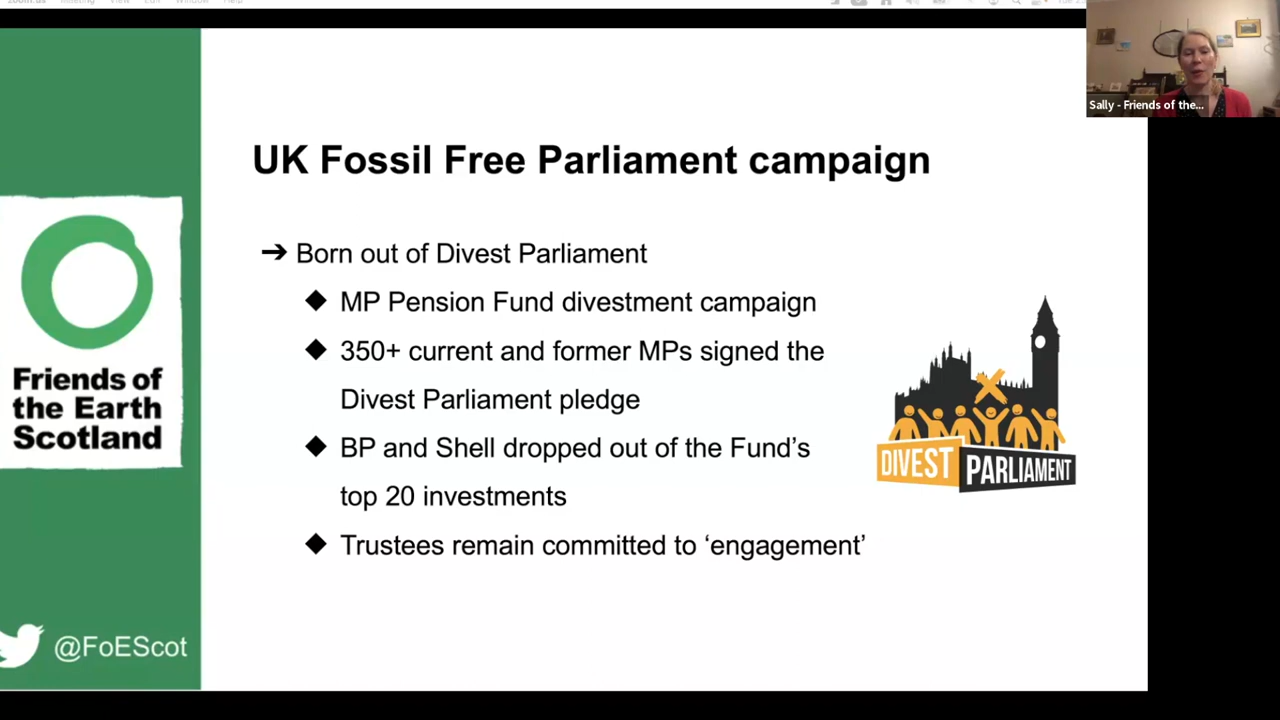 Sally - Friends of the...
UK Fossil Free Parliament campaign
➔ Born out of Divest Parliament
◆ MP Pension Fund divestment campaign
◆ 350+ current and former MPs signed the
Divest Parliament pledge
◆ BP and Shell dropped out of the Fund’s
top 20 investments
◆ Trustees remain committed to ‘engagement’
DIVEST PARLIAMENT
Friends of
the Earth
Scotland
@FoEScot